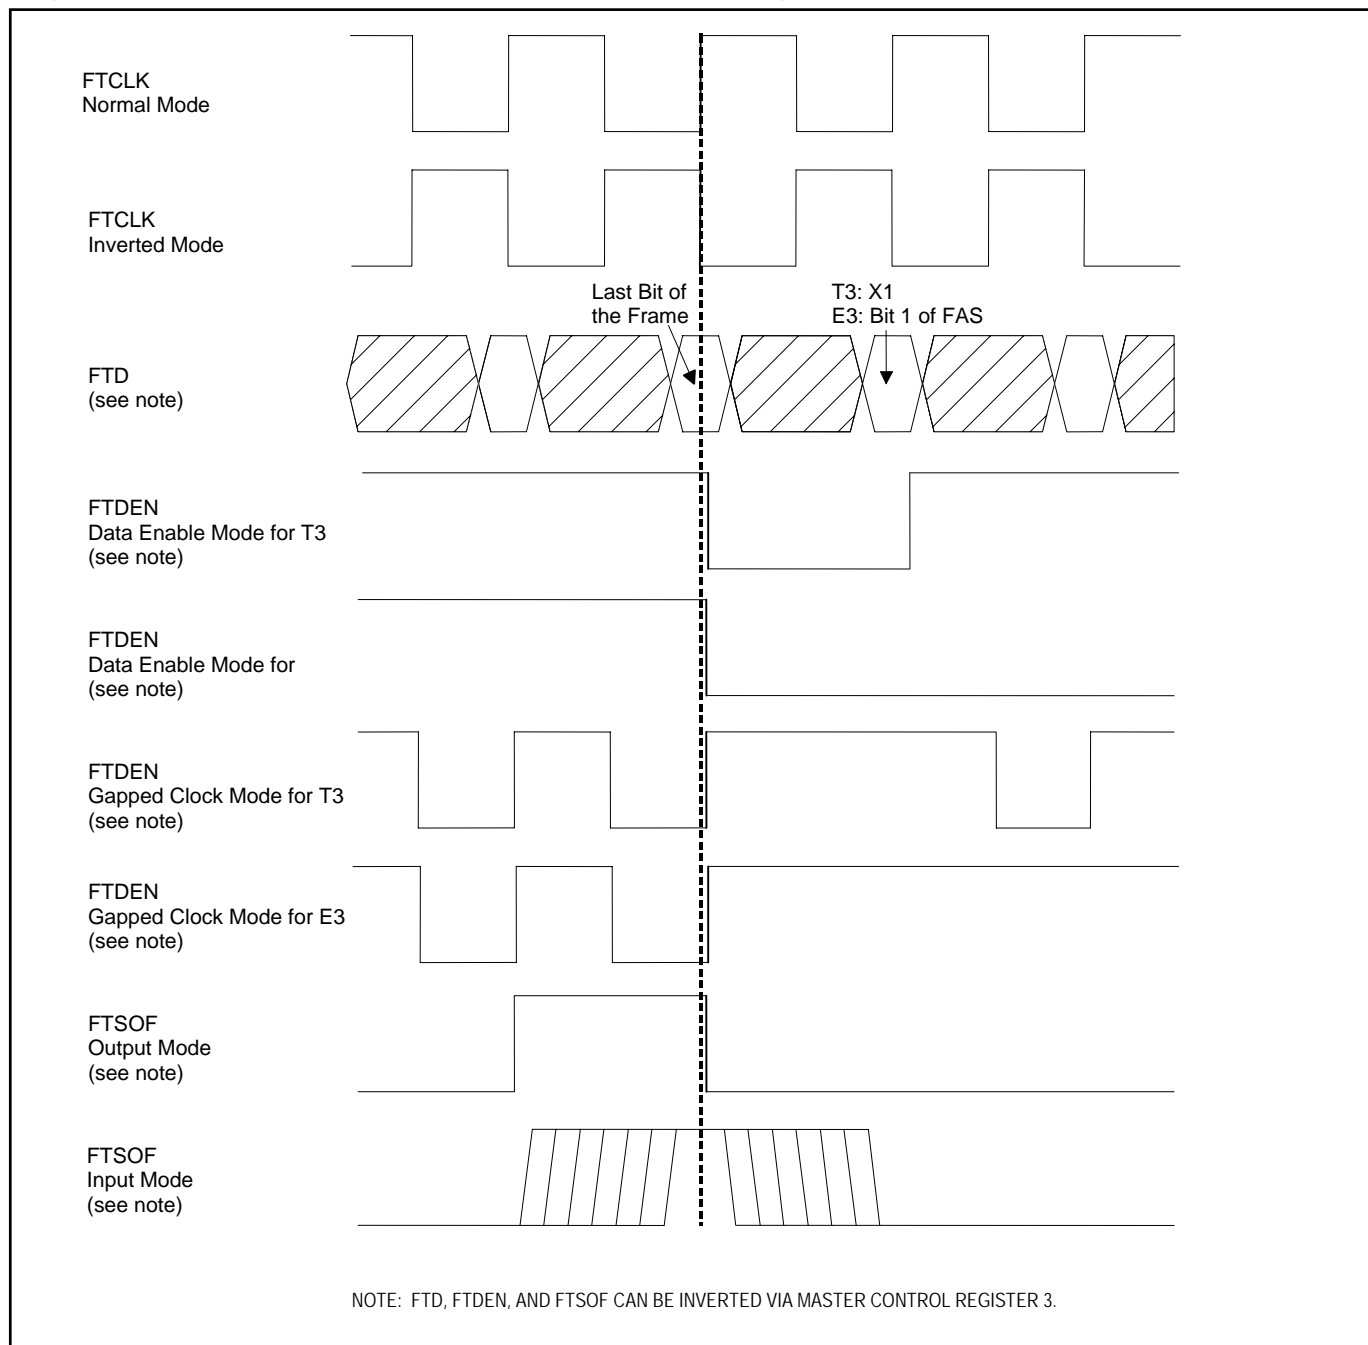 FTCLK
Normal Mode
FTCLK
Inverted Mode
Last Bit of
the Frame
T3: X1
E3: Bit 1 of FAS
FTD
(see note)
FTDEN
Data Enable Mode for T3
(see note)
FTDEN
Data Enable Mode for
(see note)
FTDEN
Gapped Clock Mode for T3
(see note)
FTDEN
Gapped Clock Mode for E3
(see note)
FTSOF
Output Mode
(see note)
FTSOF
Input Mode
(see note)
NOTE: FTD, FTDEN, AND FTSOF CAN BE INVERTED VIA MASTER CONTROL REGISTER 3.